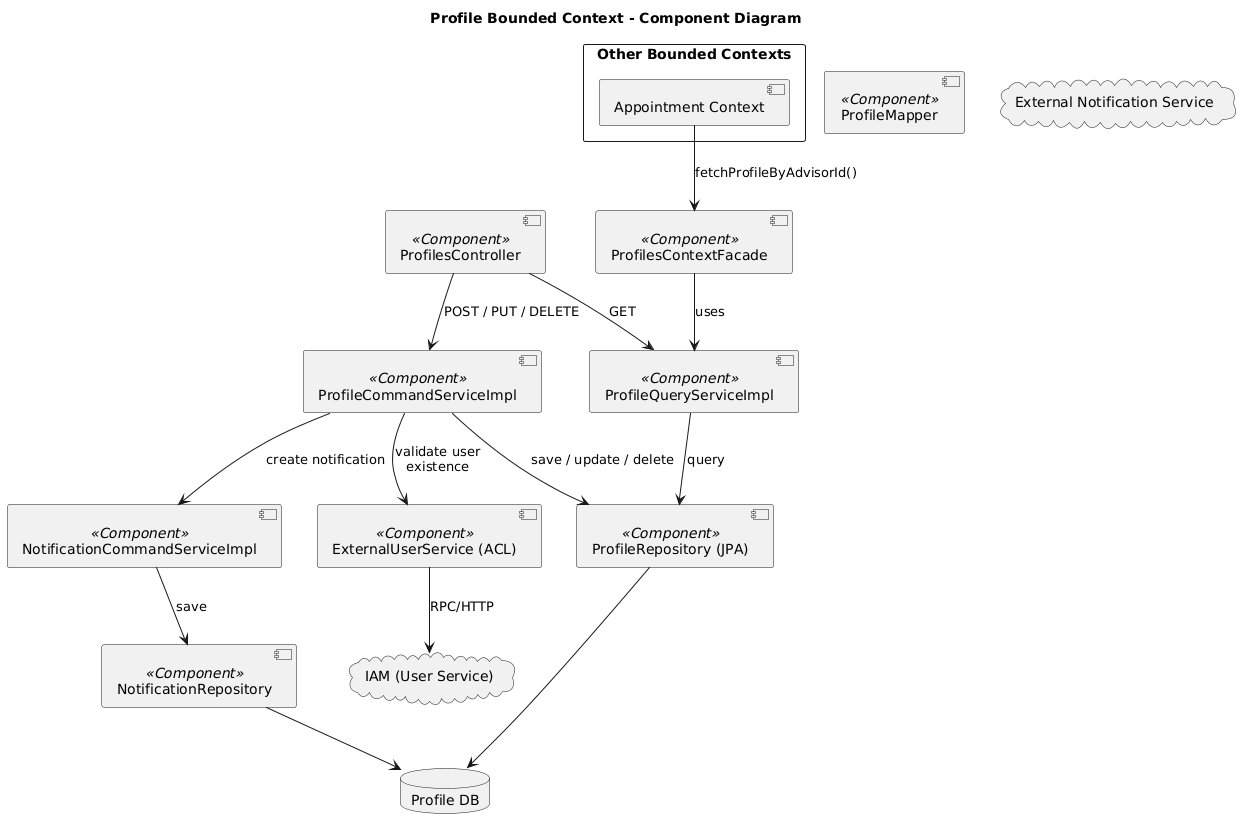 Profile Bounded Context - Component Diagram
Other Bounded Contexts
Appointment Context
«Component»
ProfileMapper
External Notification Service
fetchProfileByAdvisorId()
«Component»
ProfilesController
«Component»
ProfilesContextFacade
POST / PUT / DELETE
GET
uses
«Component»
ProfileCommandServiceImpl
«Component»
ProfileQueryServiceImpl
create notification
validate user
existence
save / update / delete
query
«Component»
NotificationCommandServiceImpl
«Component»
ExternalUserService (ACL)
«Component»
ProfileRepository (JPA)
save
RPC/HTTP
«Component»
NotificationRepository
IAM (User Service)
Profile DB